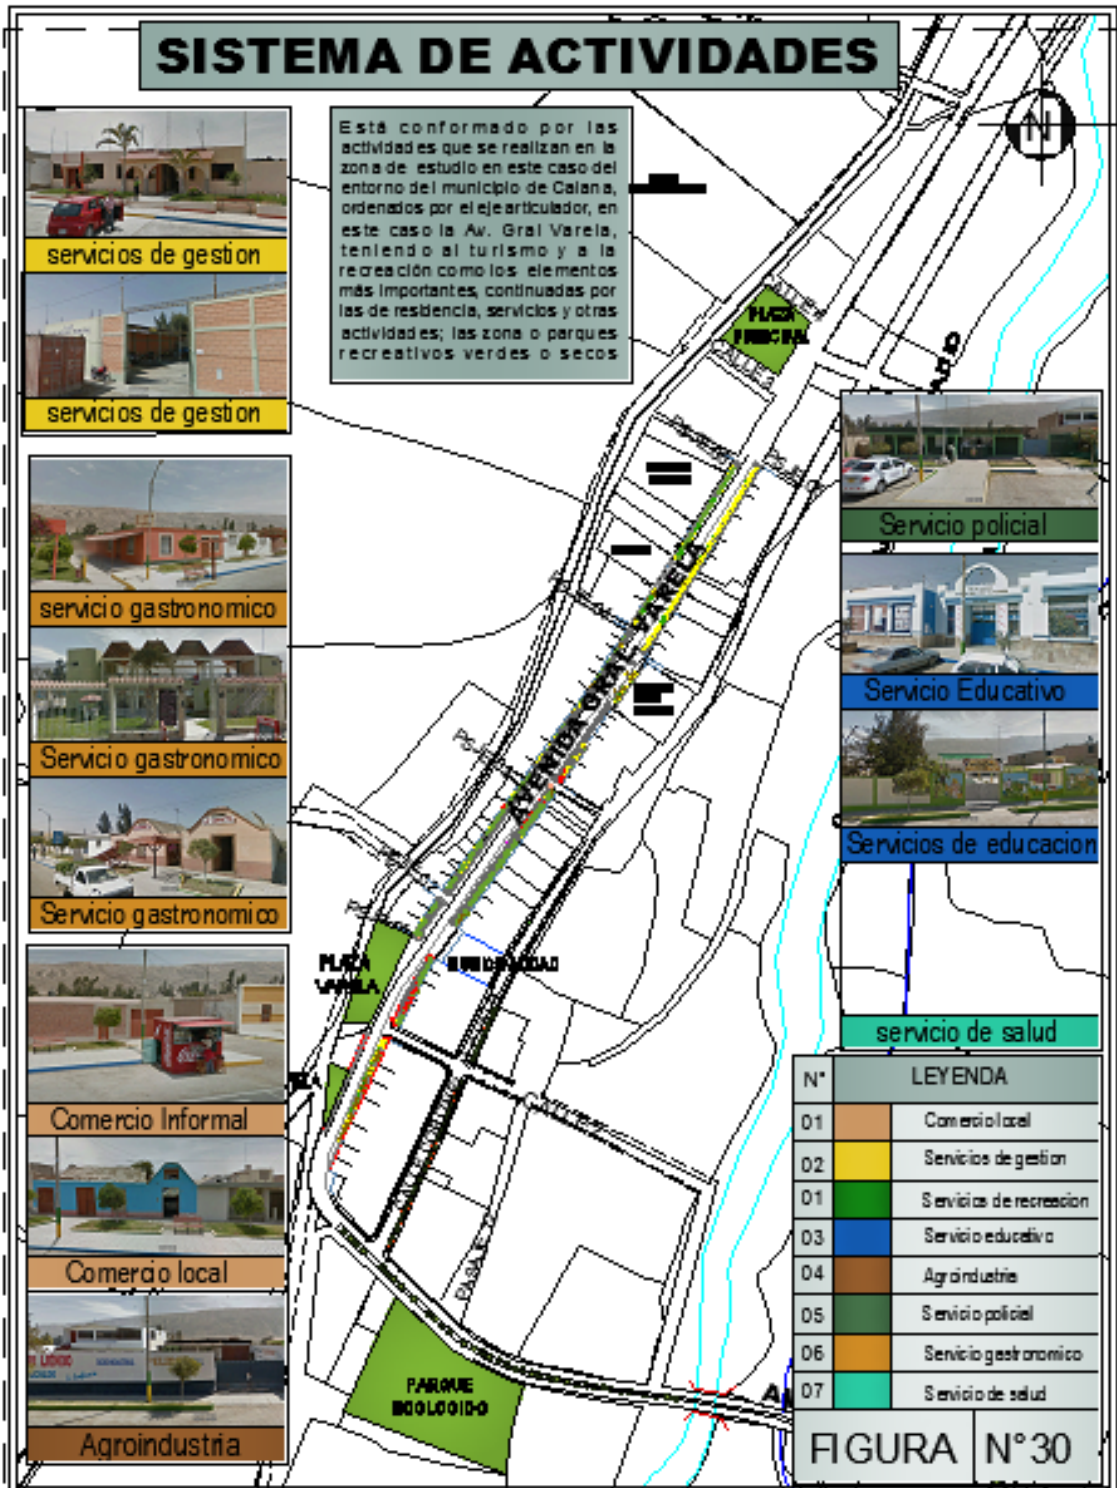 SISTEMA DE ACTIVIDADES
Está conformado por las
actividades que se realizan en la
zona de estudio en este caso del
entorno del municipio de Calana,
ordenados por el eje articulador, en
este caso la Av. Gral Varela,
teniendo al turismo y a la
recreación como los elementos
más importantes, continuadas por
las de residencia, servicios y otras
actividades; las zona o parques
recreativos verdes o secos
N
servicios de gestion
servicios de gestion
servicio gastronomico
Servicio gastronomico
Servicio gastronomico
Comercio Informal
Comercio local
Agroindustria
PLAZA
PRINCIPAL
CALLE 4
CALLE 3
AVENIDA GRAL. VARELA
PLAZA
VARELA
PARQUE
ECOLOGICO
Servicio policial
Servicio Educativo
Servicios de educacion
servicio de salud
N° LEYENDA
01 Comercio local
02 Servicios de gestion
01 Servicios de recreacion
03 Servicio educativo
04 Agroindustria
05 Servicio policial
06 Servicio gastronomico
07 Servicio de salud
FIGURA N°30